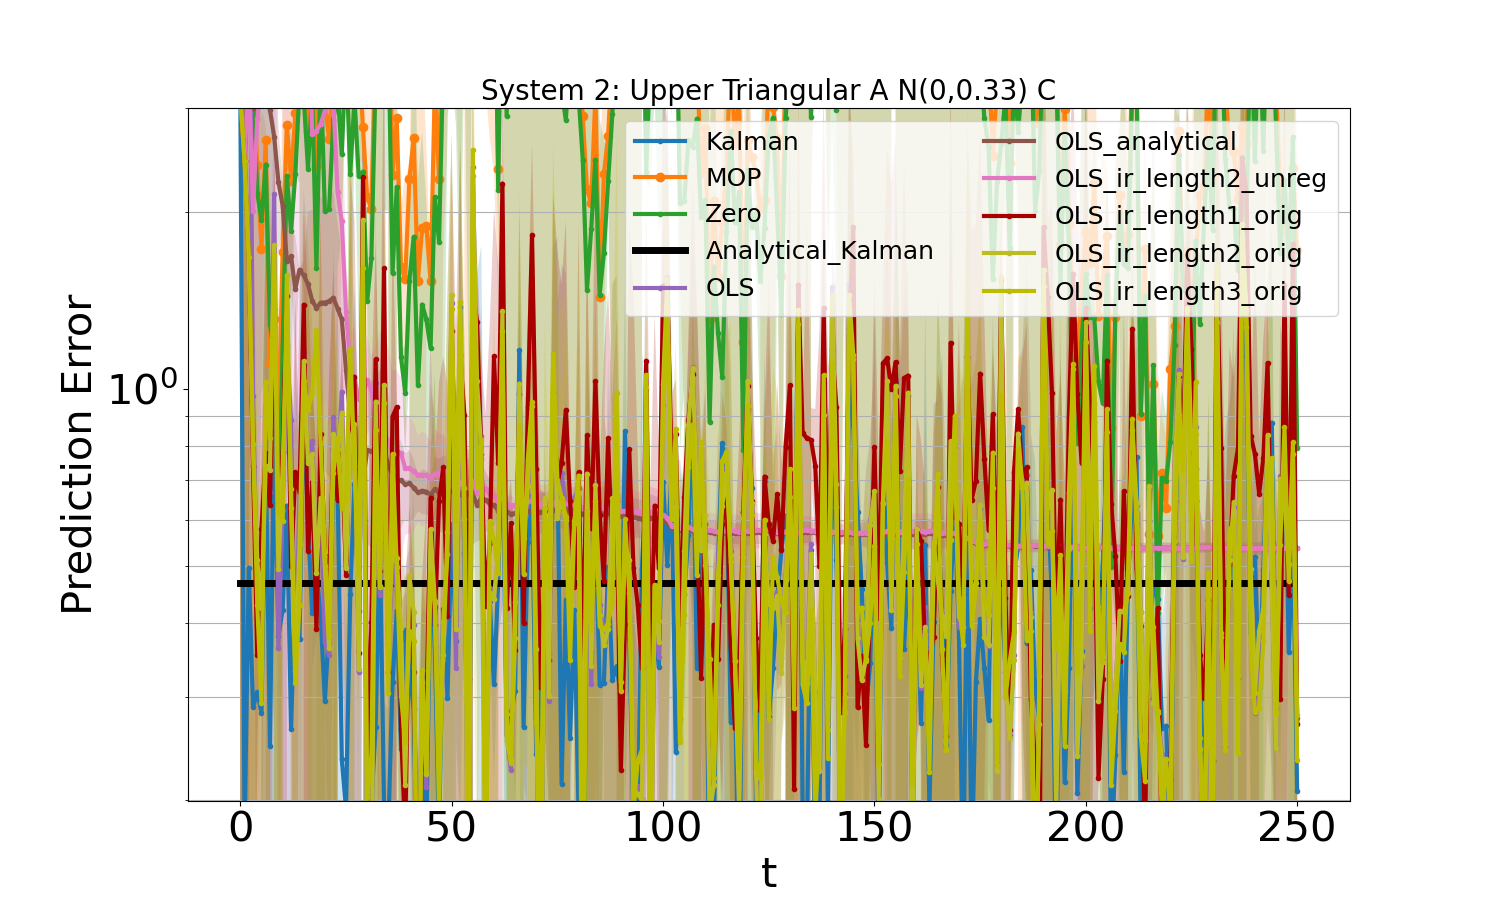 System 2: Upper Triangular A N(0,0.33) C
Prediction Error
10^0
Kalman
MOP
Zero
Analytical_Kalman
OLS
OLS_analytical
OLS_ir_length2_unreg
OLS_ir_length1_orig
OLS_ir_length2_orig
OLS_ir_length3_orig
0 50 100 150 200 250
t